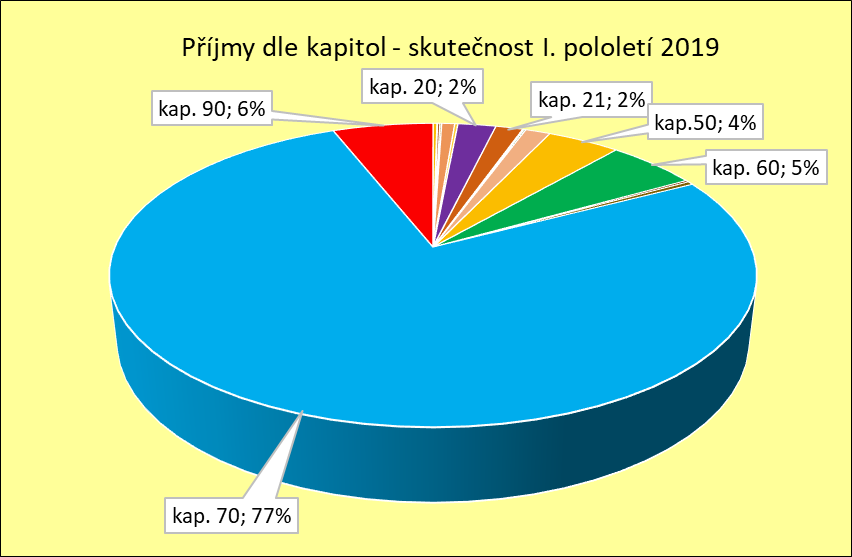 Příjmy dle kapitol - skutečnost I. pololetí 2019
kap. 20; 2%
kap. 21; 2%
kap. 90; 6%
kap.50; 4%
kap. 60; 5%
kap. 70; 77%